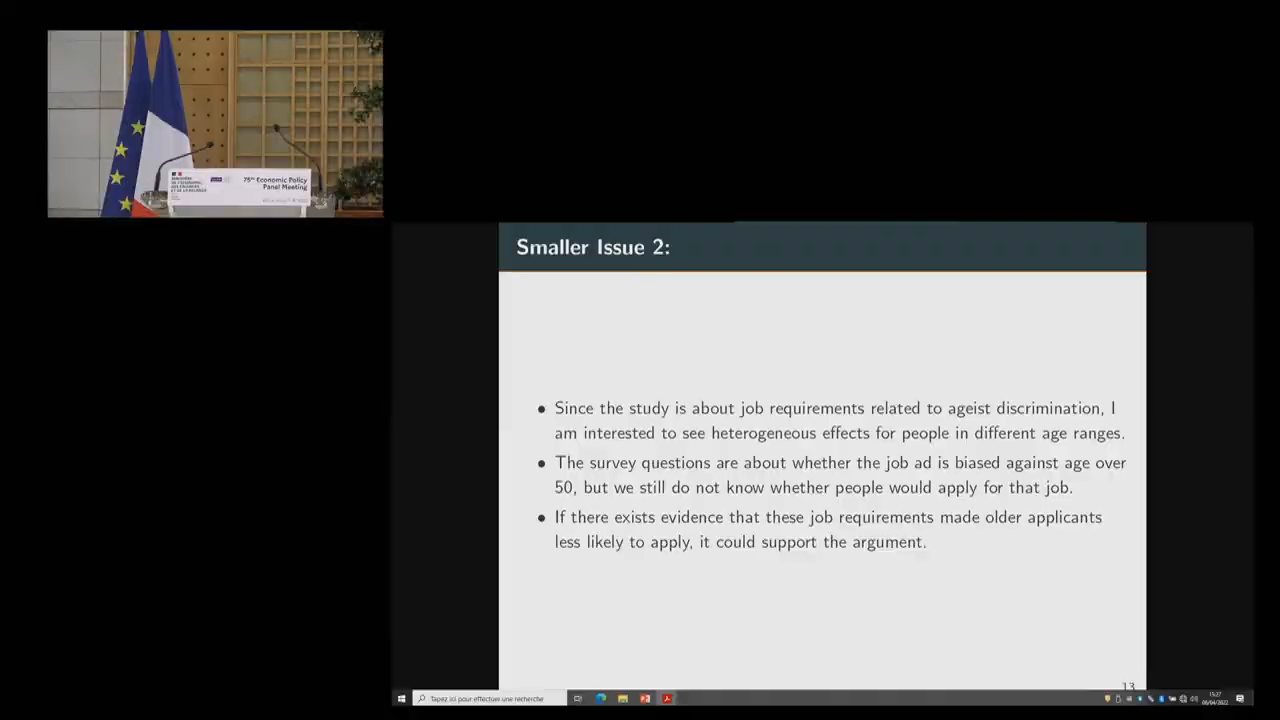 75th Economic Policy
Panel Meeting
Smaller Issue 2:
• Since the study is about job requirements related to ageist discrimination, I
am interested to see heterogeneous effects for people in different age ranges.
• The survey questions are about whether the job ad is biased against age over
50, but we still do not know whether people would apply for that job.
• If there exists evidence that these job requirements made older applicants
less likely to apply, it could support the argument.
13
Tapez ici pour effectuer une recherche
15:27